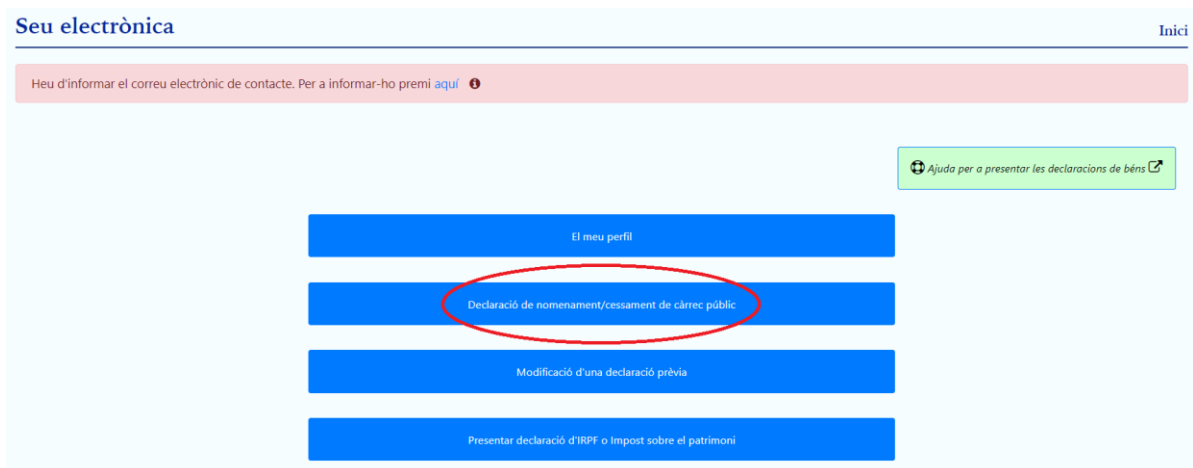 Seu electrònica
Inici
Heu d'informar el correu electrònic de contacte. Per a informar-ho premi aquí
Ajuda per a presentar les declaracions de béns
El meu perfil
Declaració de nomenament/cessament de càrrec públic
Modificació d'una declaració prèvia
Presentar declaració d'IRPF o Impost sobre el patrimoni